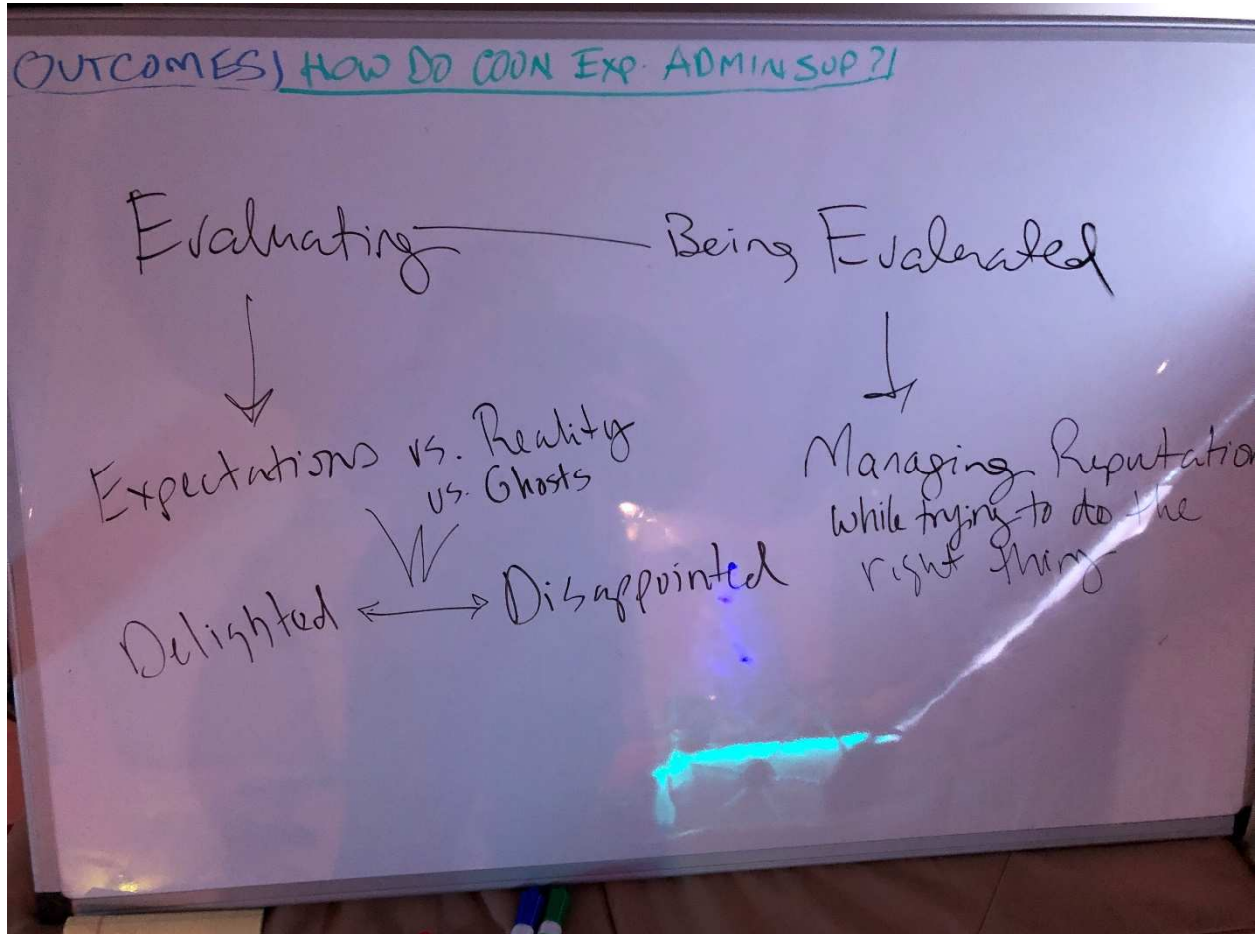 OUTCOMES) HOW DO COUN EXP. ADMIN SUP?!
Evaluating
Being Evaluated
Expectations vs. Reality
vs. Ghosts
Delighted
Disappointed
Managing Reputation
while trying to do the
right thing